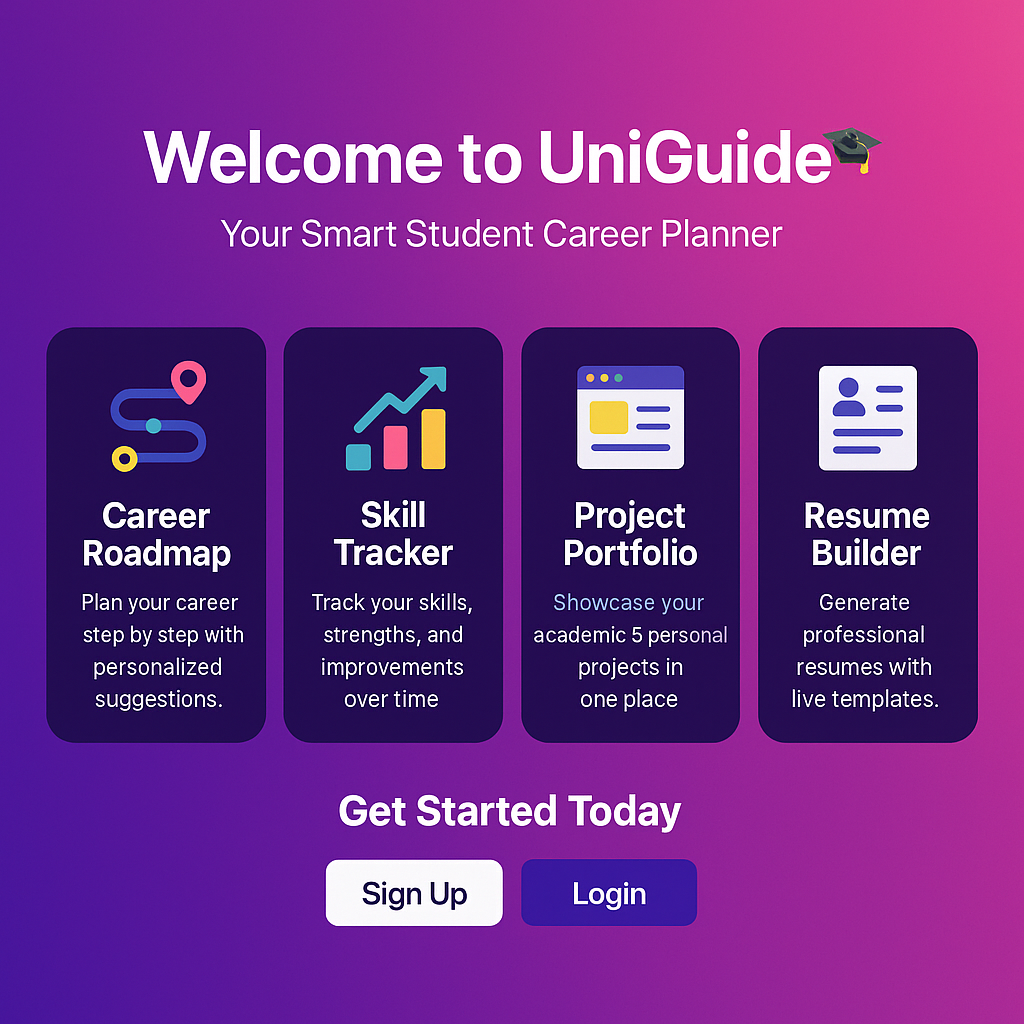 Welcome to UniGuide🎓
Your Smart Student Career Planner
Career
Roadmap
Plan your career
step by step with
personalized
suggestions.
Skill
Tracker
Track your skills,
strengths, and
improvements
over time
Project
Portfolio
Showcase your
academic 5 personal
projects in
one place
Resume
Builder
Generate
professional
resumes with
live templates.
Get Started Today
Sign Up
Login